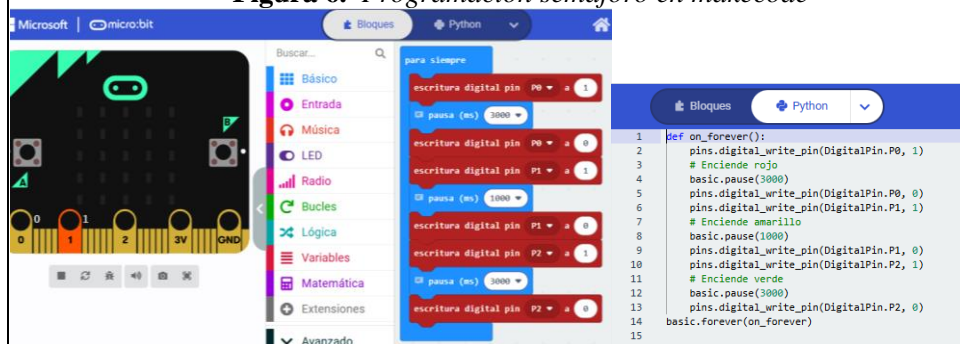 Figura 6. Programación semáforo en makecode
Microsoft | micro:bit
Bloques
Python
Buscar...
Básico
Entrada
Música
LED
Radio
Bucles
Lógica
Variables
Matemática
Extensiones
Avanzado
A
B
0
0 1 2 3V GND
1
para siempre
escritura digital pin P0 a 1
pausa (ms) 3000
escritura digital pin P0 a 0
escritura digital pin P1 a 1
pausa (ms) 1000
escritura digital pin P1 a 0
escritura digital pin P2 a 1
pausa (ms) 3000
escritura digital pin P2 a 0
Bloques
Python
1 def on_forever():
2 pins.digital_write_pin(DigitalPin.P0, 1)
3 # Enciende rojo
4 basic.pause(3000)
5 pins.digital_write_pin(DigitalPin.P0, 0)
6 pins.digital_write_pin(DigitalPin.P1, 1)
7 # Enciende amarillo
8 basic.pause(1000)
9 pins.digital_write_pin(DigitalPin.P1, 0)
10 pins.digital_write_pin(DigitalPin.P2, 1)
11 # Enciende verde
12 basic.pause(3000)
13 pins.digital_write_pin(DigitalPin.P2, 0)
14 basic.forever(on_forever)
15